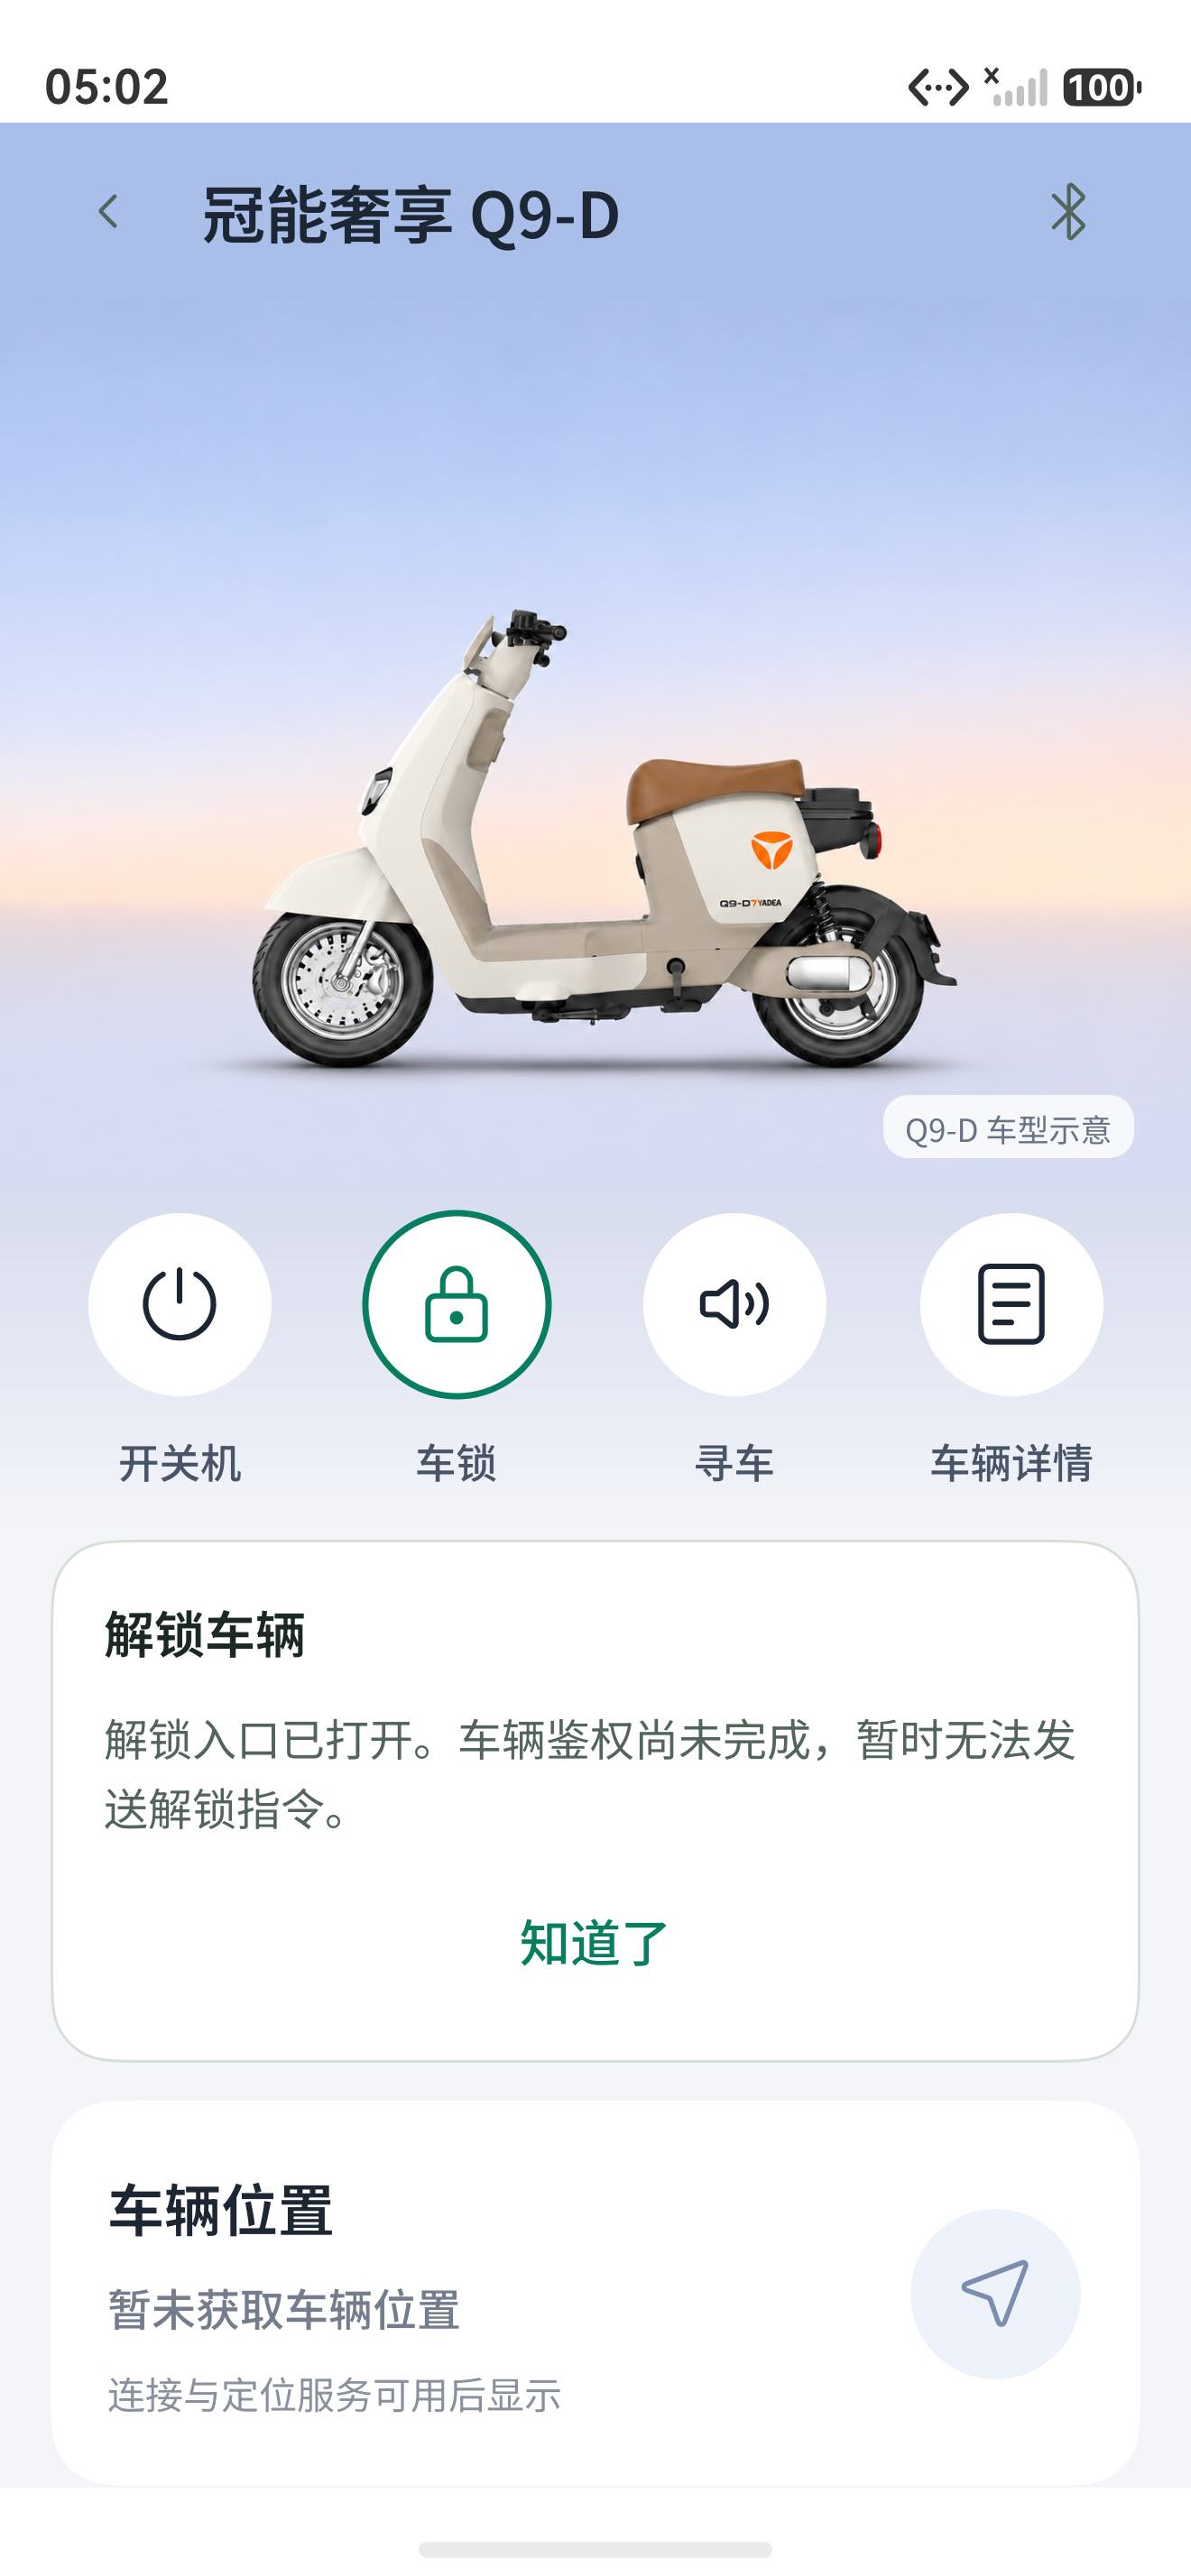 05:02
100
冠能奢享 Q9-D
Q9-D YADEA
Q9-D 车型示意
开关机
车锁
寻车
车辆详情
解锁车辆
解锁入口已打开。车辆鉴权尚未完成，暂时无法发
送解锁指令。
知道了
车辆位置
暂未获取车辆位置
连接与定位服务可用后显示